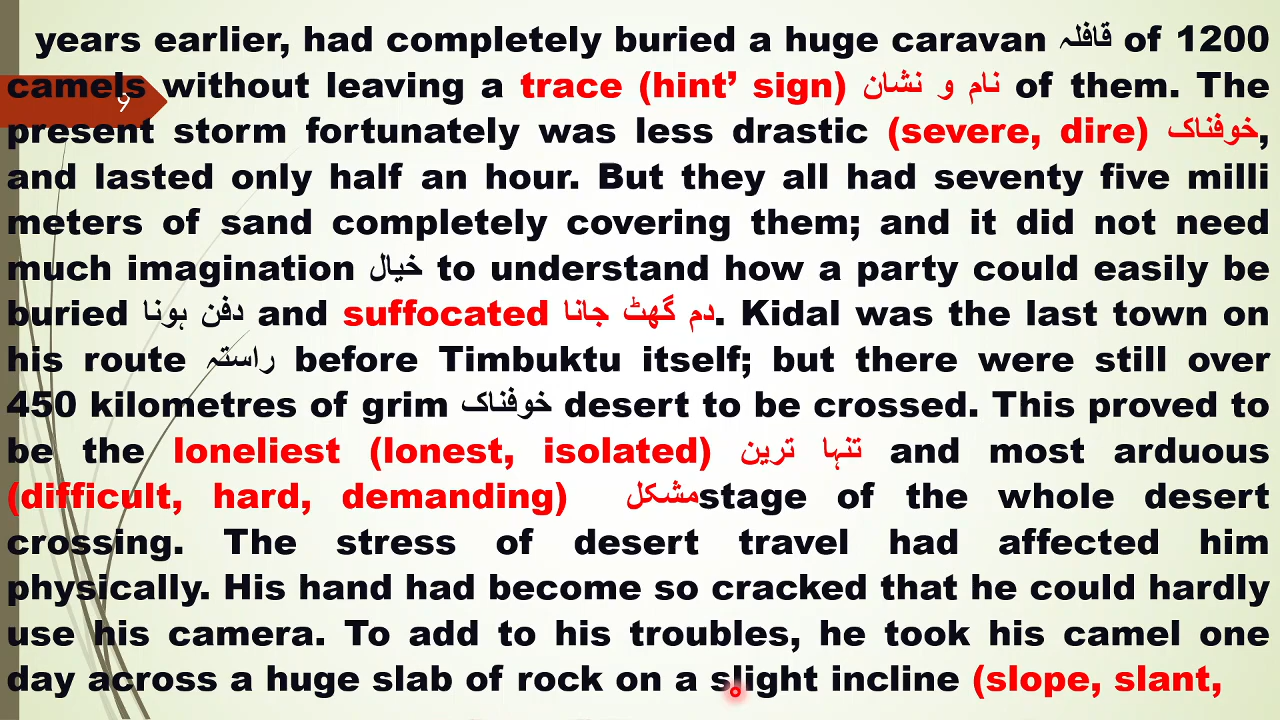 years earlier, had completely buried a huge caravan قافلہ of 1200
camels without leaving a trace (hint’ sign) نام و نشان of them. The
9
present storm fortunately was less drastic (severe, dire) خوفناک,
and lasted only half an hour. But they all had seventy five milli
meters of sand completely covering them; and it did not need
much imagination خیال to understand how a party could easily be
buried دفن ہونا and suffocated دم گھٹ جانا. Kidal was the last town on
his route راستہ before Timbuktu itself; but there were still over
450 kilometres of grim خوفناک desert to be crossed. This proved to
be the loneliest (lonest, isolated) تنہا ترین and most arduous
(difficult, hard, demanding) مشکلstage of the whole desert
crossing. The stress of desert travel had affected him
physically. His hand had become so cracked that he could hardly
use his camera. To add to his troubles, he took his camel one
day across a huge slab of rock on a slight incline (slope, slant,